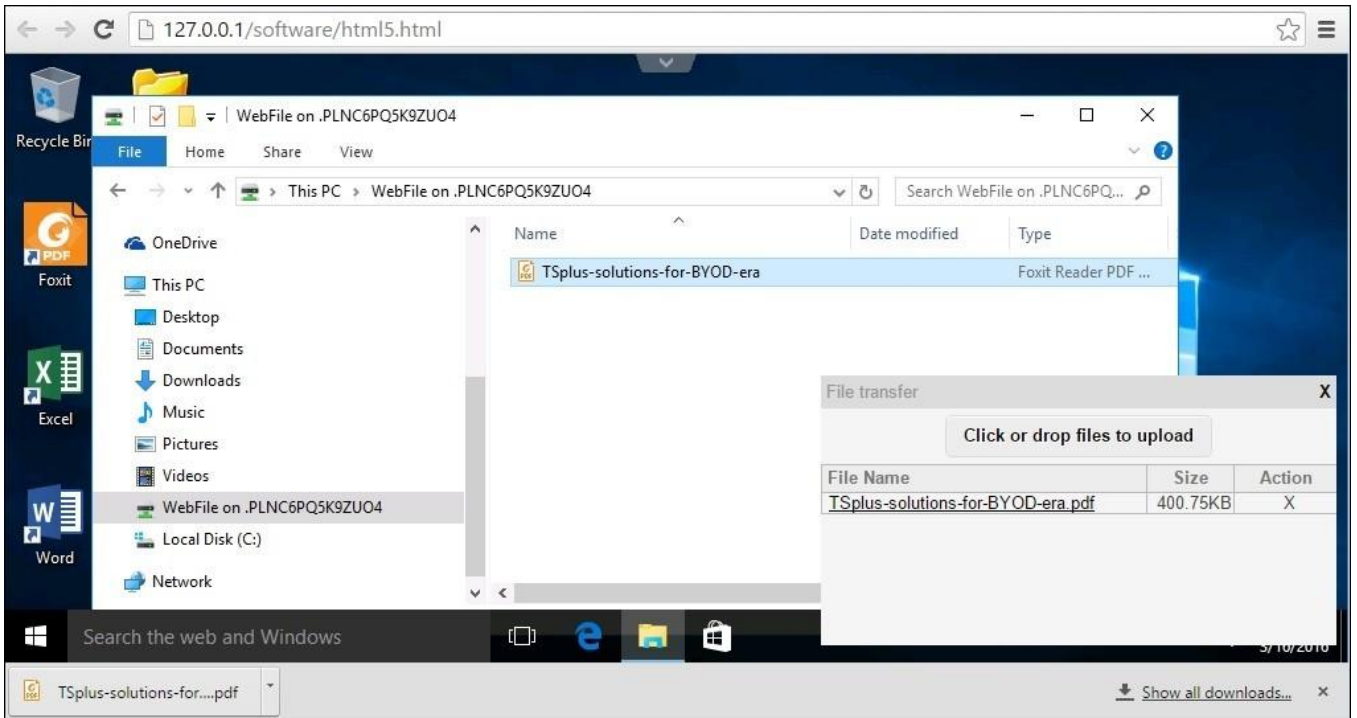 127.0.0.1/software/html5.html
Recycle Bin
WebFile on .PLNC6PQ5K9ZUO4
File Home Share View
This PC > WebFile on .PLNC6PQ5K9ZUO4
Search WebFile on .PLNC6PQ...
PDF
Foxit
Excel
Word
OneDrive
This PC
Desktop
Documents
Downloads
Music
Pictures
Videos
WebFile on .PLNC6PQ5K9ZUO4
Local Disk (C:)
Network
Name Date modified Type
TSplus-solutions-for-BYOD-era Foxit Reader PDF ...
File transfer X
Click or drop files to upload
File Name Size Action
TSplus-solutions-for-BYOD-era.pdf 400.75KB X
Search the web and Windows
TSplus-solutions-for....pdf
Show all downloads...